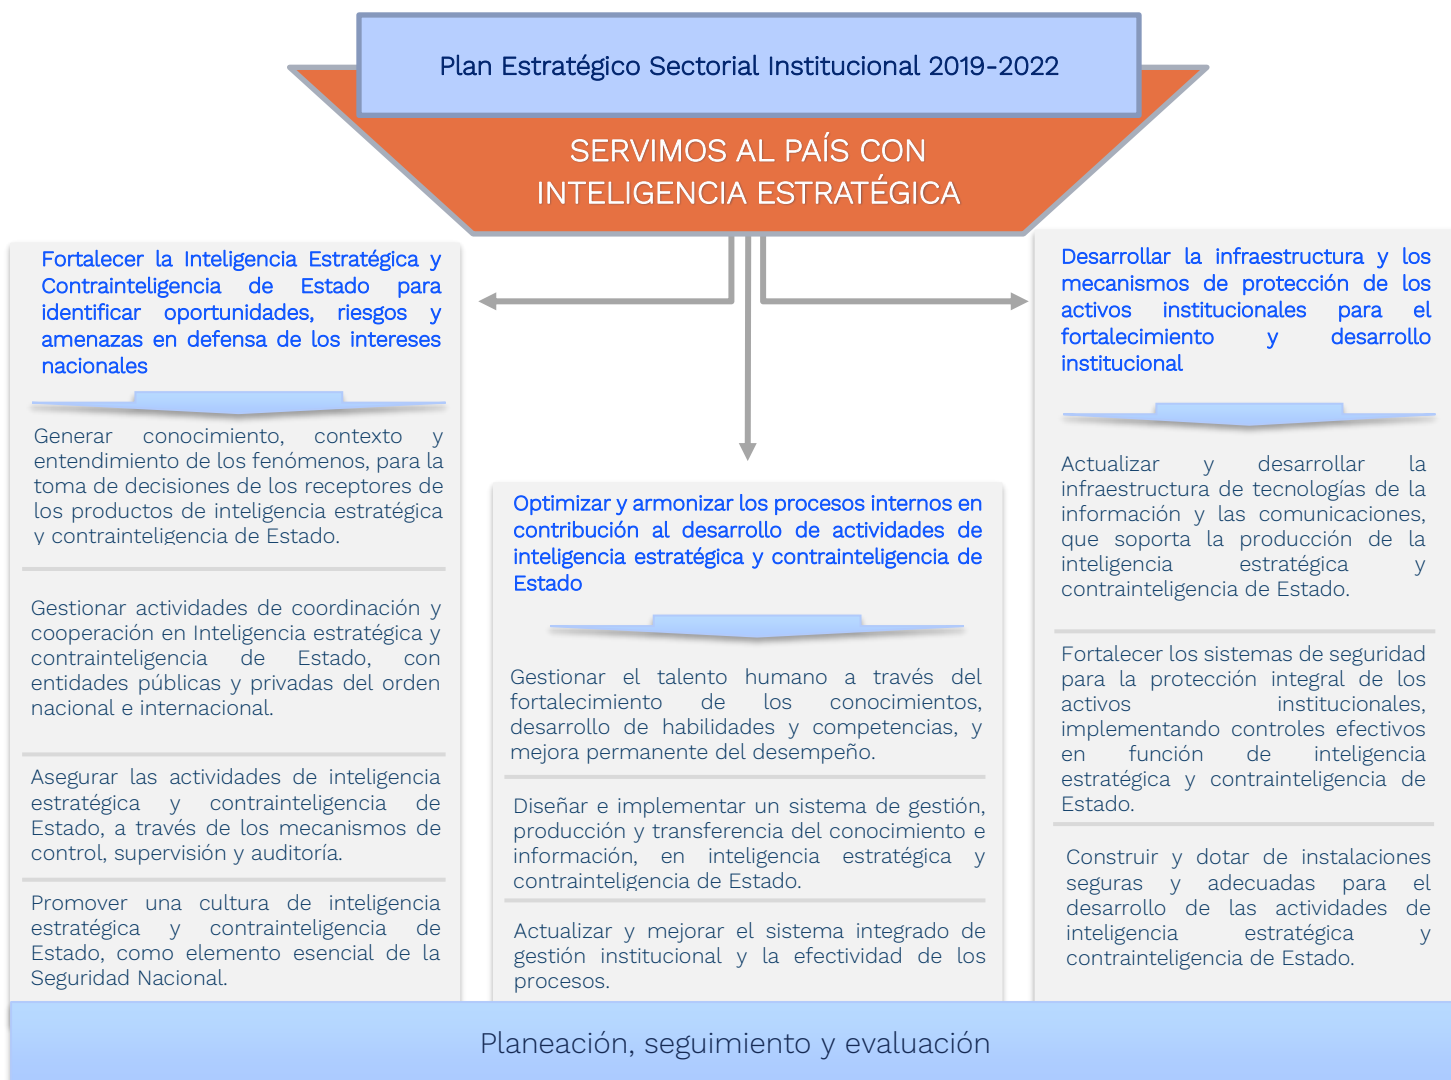 Plan Estratégico Sectorial Institucional 2019-2022
SERVIMOS AL PAÍS CON
INTELIGENCIA ESTRATÉGICA
Fortalecer la Inteligencia Estratégica y
Contrainteligencia de Estado para
identificar oportunidades, riesgos y
amenazas en defensa de los intereses
nacionales
Generar conocimiento, contexto y
entendimiento de los fenómenos, para la
toma de decisiones de los receptores de
los productos de inteligencia estratégica
y contrainteligencia de Estado.
Gestionar actividades de coordinación y
cooperación en Inteligencia estratégica y
contrainteligencia de Estado, con
entidades públicas y privadas del orden
nacional e internacional.
Asegurar las actividades de inteligencia
estratégica y contrainteligencia de
Estado, a través de los mecanismos de
control, supervisión y auditoría.
Promover una cultura de inteligencia
estratégica y contrainteligencia de
Estado, como elemento esencial de la
Seguridad Nacional.
Optimizar y armonizar los procesos internos en
contribución al desarrollo de actividades de
inteligencia estratégica y contrainteligencia de
Estado
Gestionar el talento humano a través del
fortalecimiento de los conocimientos,
desarrollo de habilidades y competencias, y
mejora permanente del desempeño.
Diseñar e implementar un sistema de gestión,
producción y transferencia del conocimiento e
información, en inteligencia estratégica y
contrainteligencia de Estado.
Actualizar y mejorar el sistema integrado de
gestión institucional y la efectividad de los
procesos.
Desarrollar la infraestructura y los
mecanismos de protección de los
activos institucionales para el
fortalecimiento y desarrollo
institucional
Actualizar y desarrollar la
infraestructura de tecnologías de la
información y las comunicaciones,
que soporta la producción de la
inteligencia estratégica y
contrainteligencia de Estado.
Fortalecer los sistemas de seguridad
para la protección integral de los
activos institucionales,
implementando controles efectivos
en función de inteligencia
estratégica y contrainteligencia de
Estado.
Construir y dotar de instalaciones
seguras y adecuadas para el
desarrollo de las actividades de
inteligencia estratégica y
contrainteligencia de Estado.
Planeación, seguimiento y evaluación